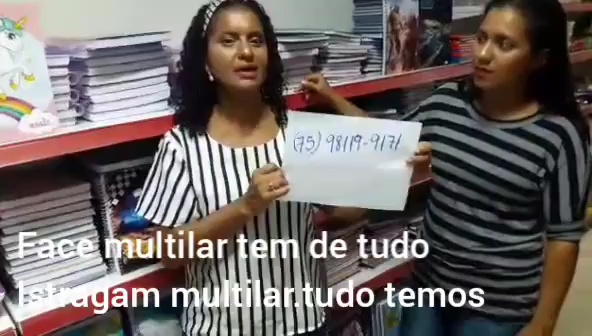 (75) 98119-9171
Face multilar tem de tudo
Istragam multilar.tudo temos